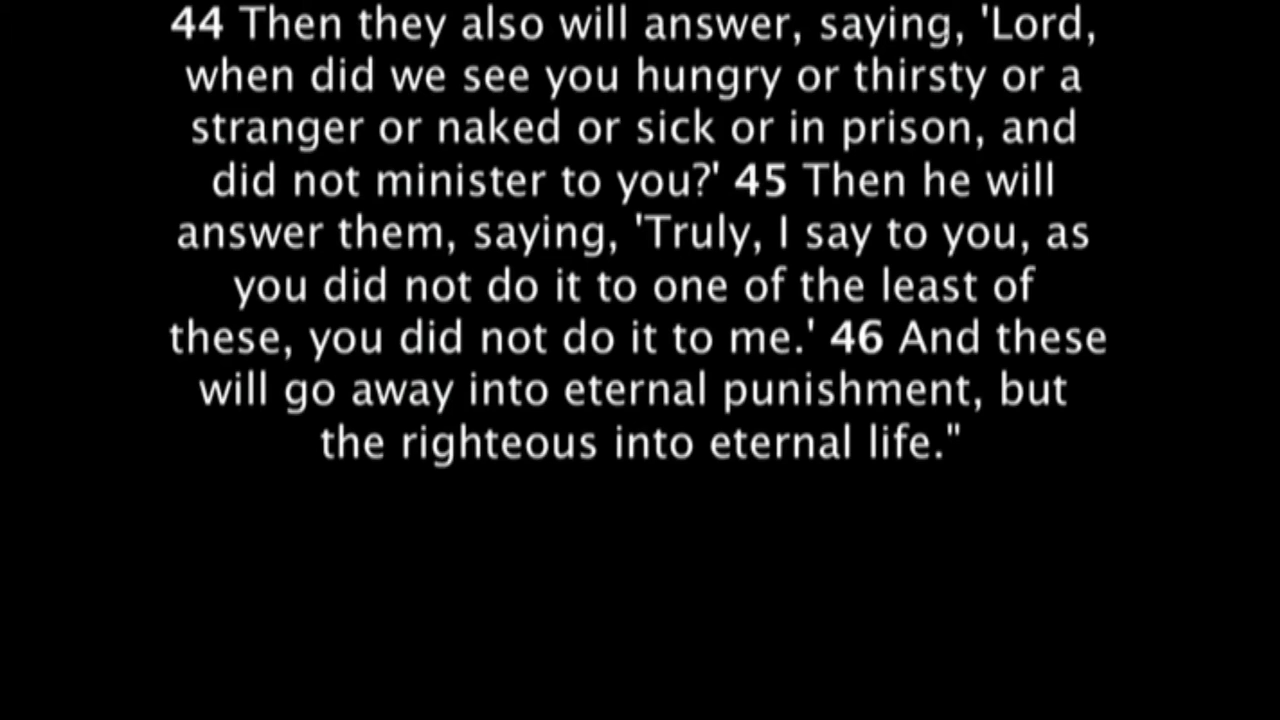 44 Then they also will answer, saying, 'Lord,
when did we see you hungry or thirsty or a
stranger or naked or sick or in prison, and
did not minister to you?' 45 Then he will
answer them, saying, 'Truly, I say to you, as
you did not do it to one of the least of
these, you did not do it to me.' 46 And these
will go away into eternal punishment, but
the righteous into eternal life."